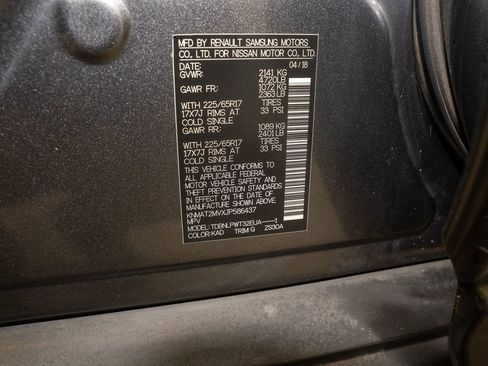 MFD BY RENAULT SAMSUNG MOTORS
CO., LTD. FOR NISSAN MOTOR CO., LTD.
DATE: 04/18
GVWR: 2141 KG
4720LB
GAWR FR: 1072 KG
2363 LB
WITH 225/65R17 TIRES
17X7J RIMS AT 33 PSI
COLD SINGLE
GAWR RR: 1089 KG
2401 LB
WITH 225/65R17 TIRES
17X7J RIMS AT 33 PSI
COLD SINGLE
THIS VEHICLE CONFORMS TO
ALL APPLICABLE FEDERAL
MOTOR VEHICLE SAFETY AND
THEFT PREVENTION STANDARDS
IN EFFECT ON THE DATE OF
MANUFACTURE SHOWN ABOVE.
KNMAT2MVXJP586437
MPV
MODEL: TDBNLPWT32EUA-----1
COLOR: KAD TRIM: G ZS30A